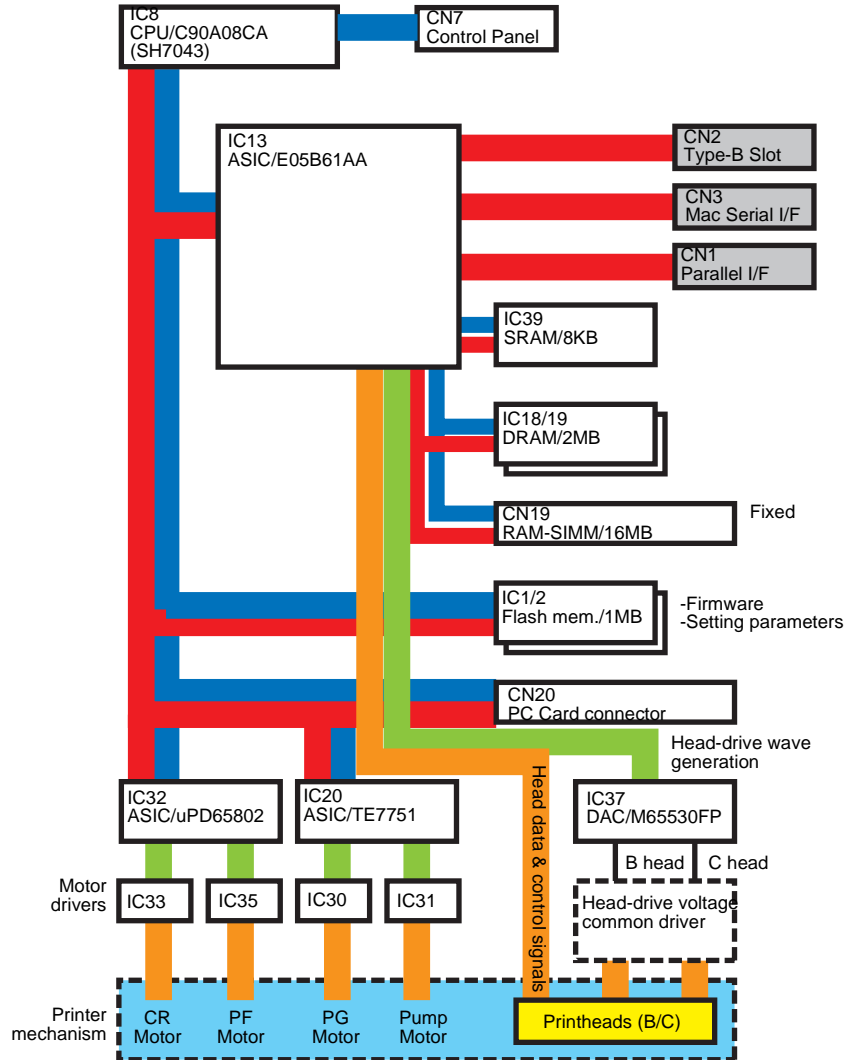 IC8
CPU/C90A08CA
(SH7043)
CN7
Control Panel
IC13
ASIC/E05B61AA
CN2
Type-B Slot
CN3
Mac Serial I/F
CN1
Parallel I/F
IC39
SRAM/8KB
IC18/19
DRAM/2MB
CN19
RAM-SIMM/16MB
Fixed
IC1/2
Flash mem./1MB
-Firmware
-Setting parameters
CN20
PC Card connector
Head-drive wave
generation
IC32
ASIC/uPD65802
IC20
ASIC/TE7751
Head data & control signals
IC37
DAC/M65530FP
B head
C head
Motor
drivers
IC33
IC35
IC30
IC31
Head-drive voltage
common driver
Printer
mechanism
CR
Motor
PF
Motor
PG
Motor
Pump
Motor
Printheads (B/C)